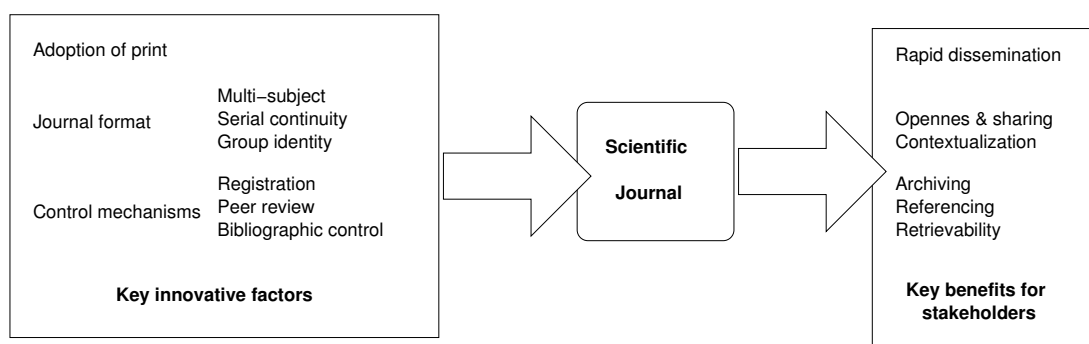 Adoption of print
Journal format
Multi−subject
Serial continuity
Group identity
Control mechanisms
Registration
Peer review
Bibliographic control
Key innovative factors
Scientific
Journal
Rapid dissemination
Opennes & sharing
Contextualization
Archiving
Referencing
Retrievability
Key benefits for
stakeholders